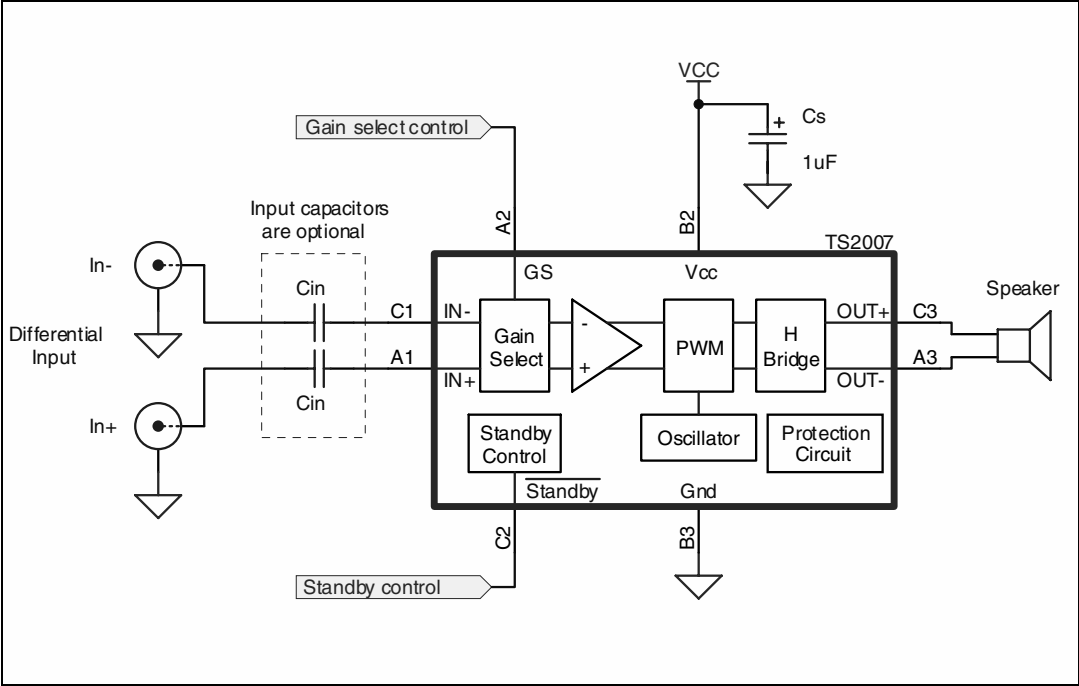 VCC
Cs
1uF
Gain select control
A2
B2
Input capacitors
are optional
TS2007
In-
Cin
GS
Vcc
Speaker
Differential
Input
C1
IN-
Gain
Select
-
+
PWM
H
Bridge
OUT+
C3
A1
IN+
OUT-
A3
Cin
In+
Standby
Control
Oscillator
Protection
Circuit
Standby
Gnd
C2
B3
Standby control
+